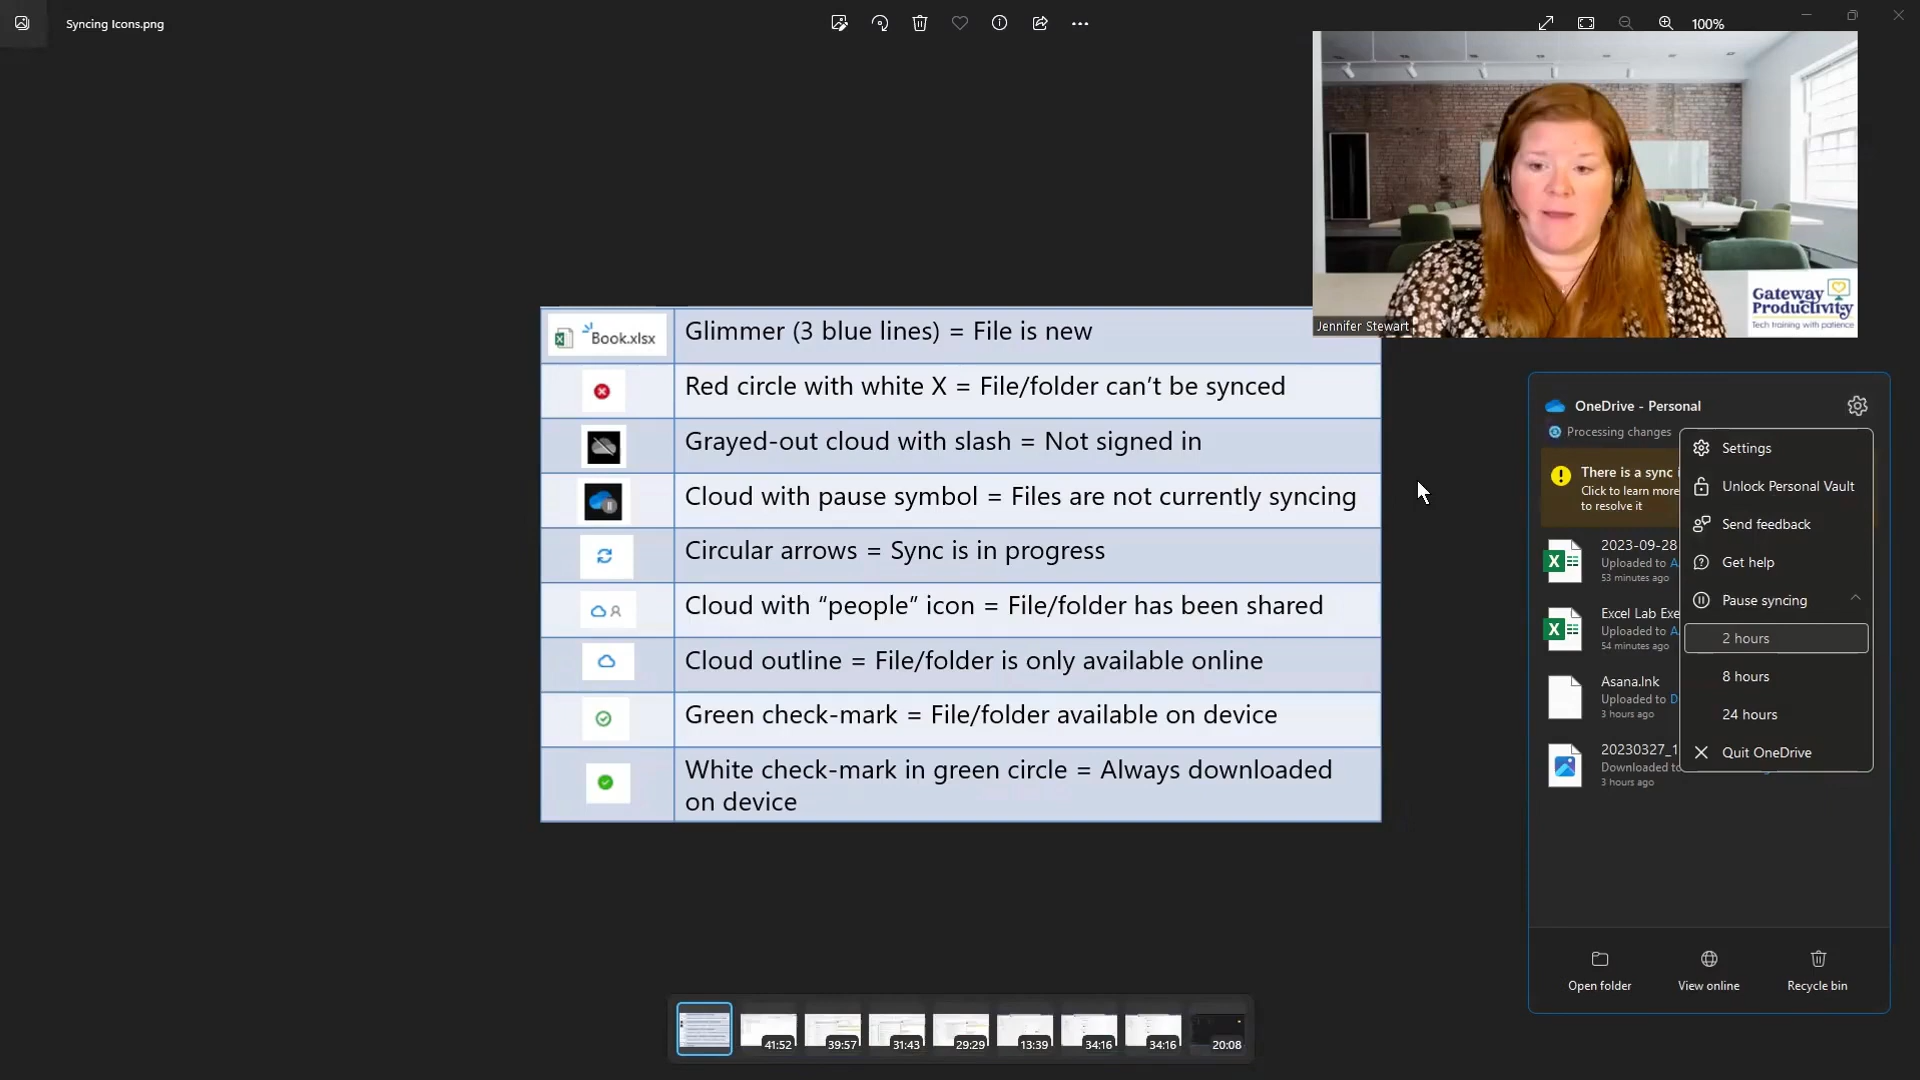 Syncing Icons.png
100%
Book.xlsx
Glimmer (3 blue lines) = File is new
Red circle with white X = File/folder can’t be synced
Grayed-out cloud with slash = Not signed in
Cloud with pause symbol = Files are not currently syncing
Circular arrows = Sync is in progress
Cloud with “people” icon = File/folder has been shared
Cloud outline = File/folder is only available online
Green check-mark = File/folder available on device
White check-mark in green circle = Always downloaded
on device
Jennifer Stewart
Gateway
Productivity
Tech training with patience
OneDrive - Personal
Processing changes
There is a sync
Click to learn more
to resolve it
2023-09-28
Uploaded to
53 minutes ago
Excel Lab Exe
Uploaded to
54 minutes ago
Asana.lnk
Uploaded to D
3 hours ago
20230327_1
Downloaded to
3 hours ago
Settings
Unlock Personal Vault
Send feedback
Get help
Pause syncing
2 hours
8 hours
24 hours
Quit OneDrive
Open folder
View online
Recycle bin
41:52
39:57
31:43
29:29
13:39
34:16
34:16
20:08